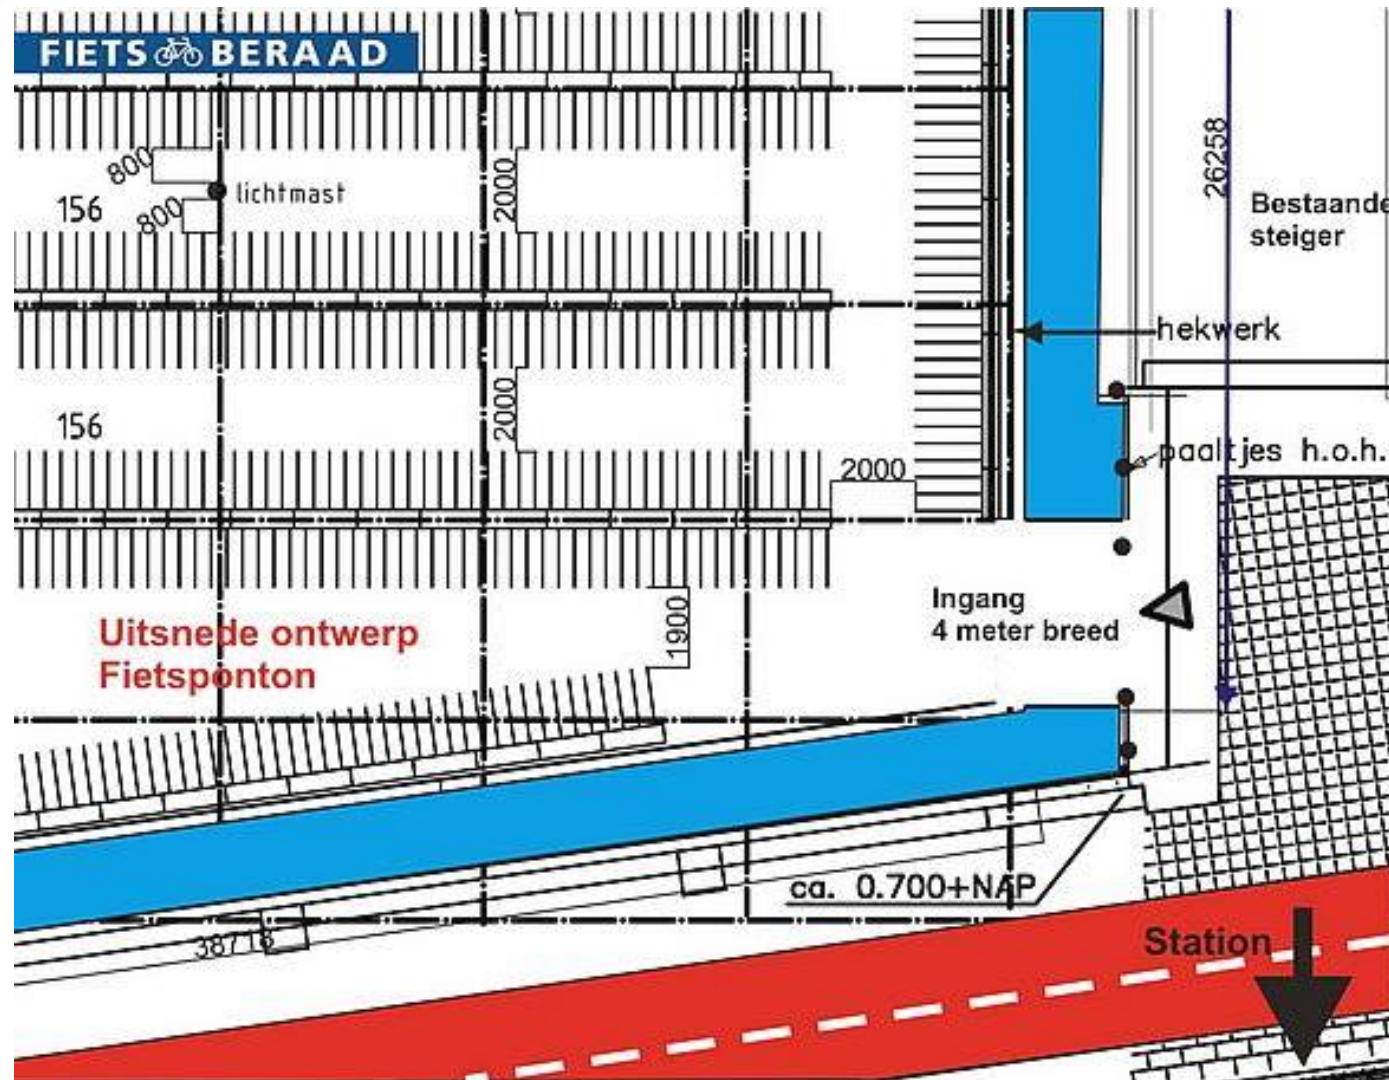 FIETS BERAAD
26258
800
lichtmast
156
800
2000
Bestaande
steiger
hekwerk
156
2000
2000
paaltjes h.o.h.
Ingang
4 meter breed
1900
Uitsnede ontwerp
Fietsponton
ca. 0.700+NAP
38718
Station